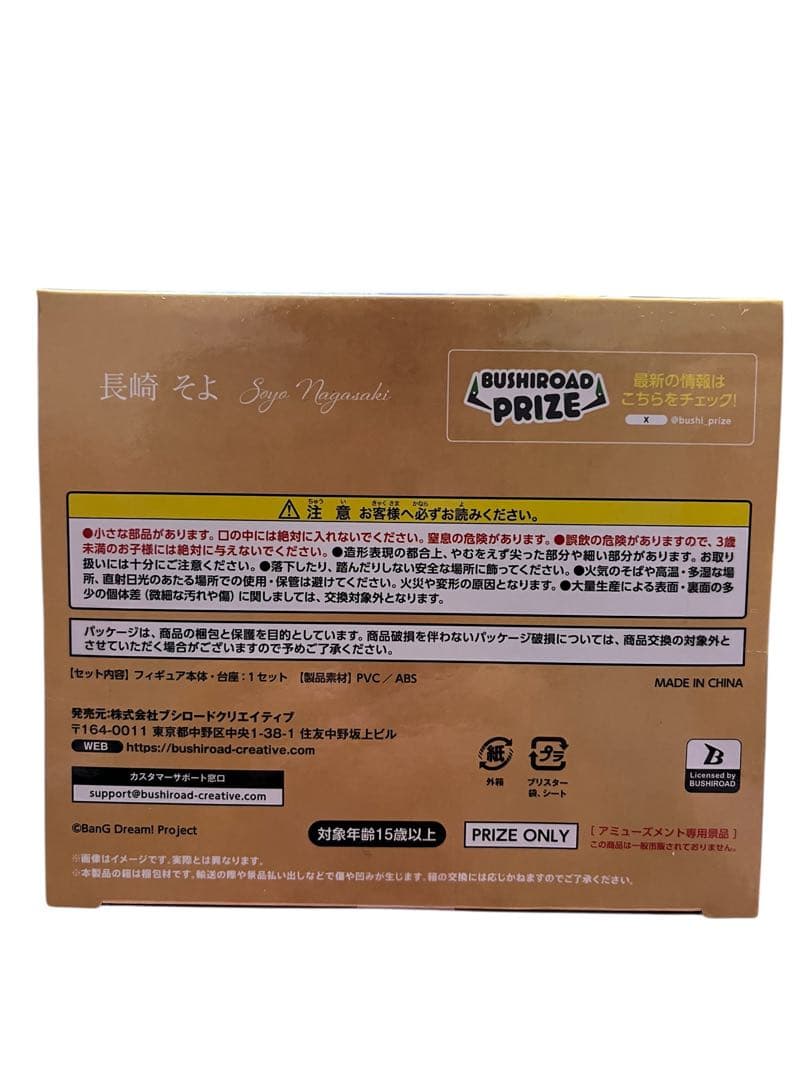 長崎 そよ Soyo Nagasaki
BUSHIROAD
PRIZE
最新の情報は
こちらをチェック!
X @bushi_prize
⚠ 注意 お客様へ必ずお読みください。
ちゅう い きゃく さま かなら よ
●小さな部品があります。口の中には絶対に入れないでください。窒息の危険があります。●誤飲の危険がありますので、3歳
未満のお子様には絶対に与えないでください。●造形表現の都合上、やむをえず尖った部分や細い部分があります。お取り
扱いには十分にご注意ください。●落下したり、踏んだりしない安全な場所に飾ってください。●火気のそばや高温・多湿な場
所、直射日光のあたる場所での使用・保管は避けてください。火災や変形の原因となります。●大量生産による表面・裏面の多
少の個体差(微細な汚れや傷)に関しましては、交換対象外となります。
パッケージは、商品の梱包と保護を目的としています。商品破損を伴わないパッケージ破損については、商品交換の対象外と
させていただく場合がございますので予めご了承ください。
【セット内容】フィギュア本体・台座:1セット 【製品素材】PVC/ABS
MADE IN CHINA
発売元:株式会社ブシロードクリエイティブ
〒164-0011 東京都中野区中央1-38-1 住友中野坂上ビル
WEB https://bushiroad-creative.com
カスタマーサポート窓口
support@bushiroad-creative.com
紙
外箱
プラ
ブリスター
袋、シート
B
Licensed by
BUSHIROAD
©BanG Dream! Project
対象年齢15歳以上
PRIZE ONLY
[アミューズメント専用景品]
この商品は一般市販されておりません。
※画像はイメージです。実際とは異なります。
※本製品の箱は梱包材です。輸送の際や景品払い出しなどで傷や凹みが生じます。箱の交換には応じかねますのでご了承ください。